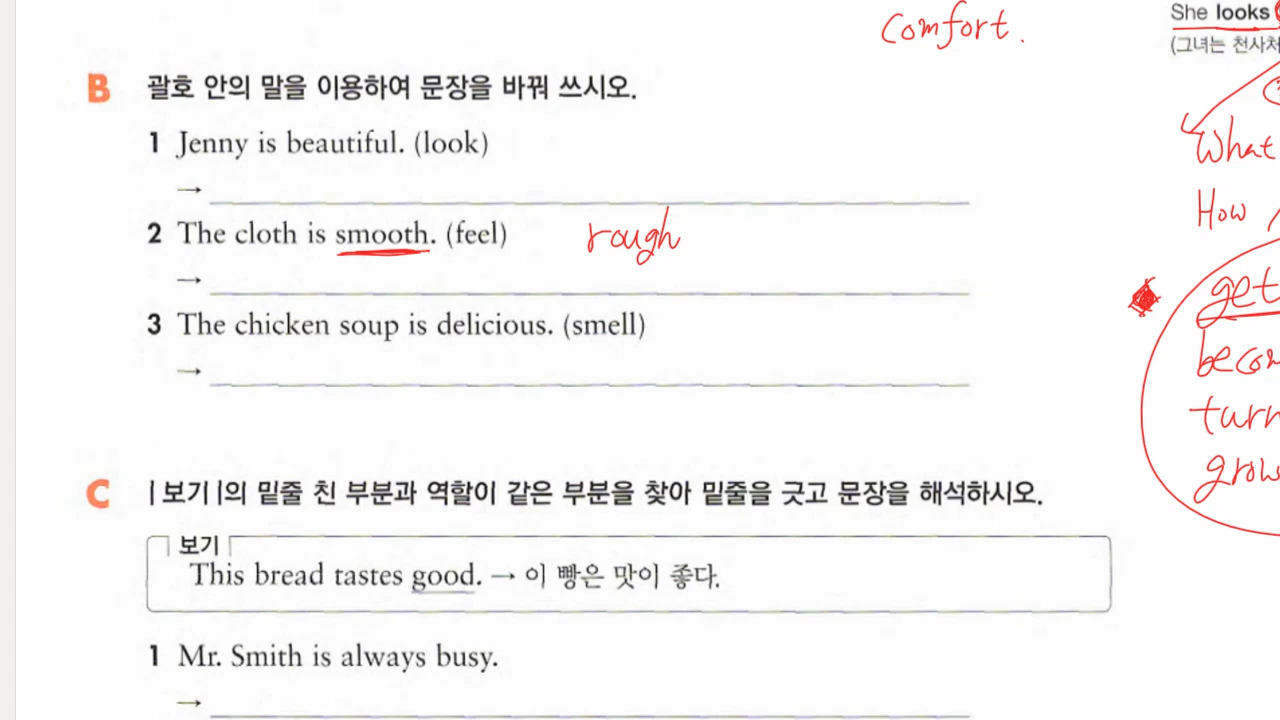 comfort.
She looks
(그녀는 천사처
B 괄호 안의 말을 이용하여 문장을 바꿔 쓰시오.
1 Jenny is beautiful. (look)
→
What
How
2 The cloth is smooth. (feel) rough
→
get
3 The chicken soup is delicious. (smell)
→
turn
grow
C |보기|의 밑줄 친 부분과 역할이 같은 부분을 찾아 밑줄을 긋고 문장을 해석하시오.
보기
This bread tastes good. → 이 빵은 맛이 좋다.
1 Mr. Smith is always busy.
→